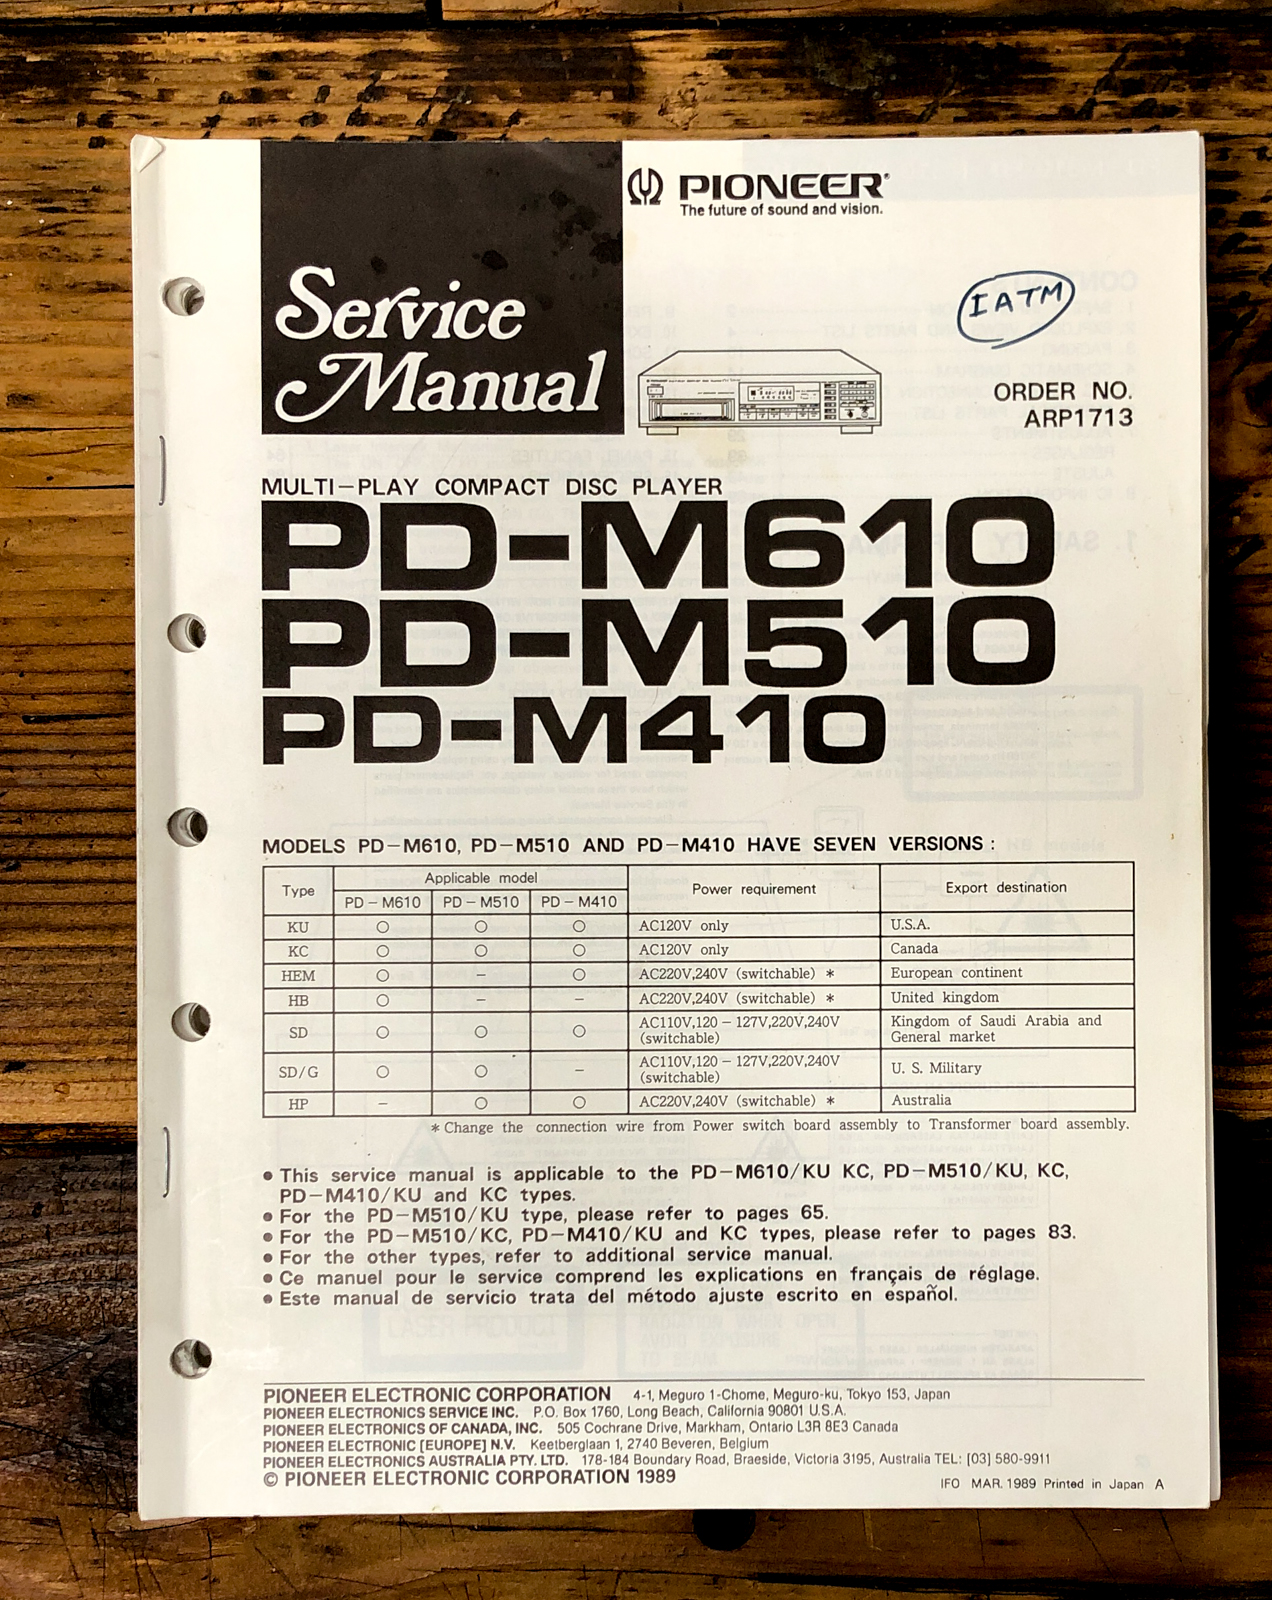 PIONEER®
The future of sound and vision.
Service
Manual
IATM
ORDER NO.
ARP1713
MULTI-PLAY COMPACT DISC PLAYER
PD-M610
PD-M510
PD-M410
MODELS PD-M610, PD-M510 AND PD-M410 HAVE SEVEN VERSIONS :
Type Applicable model Power requirement Export destination
PD-M610 PD-M510 PD-M410
KU ○ ○ ○ AC120V only U.S.A.
KC ○ ○ ○ AC120V only Canada
HEM ○ − ○ AC220V,240V (switchable) * European continent
HB ○ − − AC220V,240V (switchable) * United kingdom
SD ○ ○ ○ AC110V,120-127V,220V,240V (switchable) Kingdom of Saudi Arabia and General market
SD/G ○ ○ − AC110V,120-127V,220V,240V (switchable) U. S. Military
HP − ○ ○ AC220V,240V (switchable) * Australia
* Change the connection wire from Power switch board assembly to Transformer board assembly.
● This service manual is applicable to the PD-M610/KU KC, PD-M510/KU, KC,
PD-M410/KU and KC types.
● For the PD-M510/KU type, please refer to pages 65.
● For the PD-M510/KC, PD-M410/KU and KC types, please refer to pages 83.
● For the other types, refer to additional service manual.
● Ce manuel pour le service comprend les explications en français de réglage.
● Este manual de servicio trata del método ajuste escrito en español.
PIONEER ELECTRONIC CORPORATION 4-1, Meguro 1-Chome, Meguro-ku, Tokyo 153, Japan
PIONEER ELECTRONICS SERVICE INC. P.O. Box 1760, Long Beach, California 90801 U.S.A.
PIONEER ELECTRONICS OF CANADA, INC. 505 Cochrane Drive, Markham, Ontario L3R 8E3 Canada
PIONEER ELECTRONIC [EUROPE] N.V. Keetberglaan 1, 2740 Beveren, Belgium
PIONEER ELECTRONICS AUSTRALIA PTY. LTD. 178-184 Boundary Road, Braeside, Victoria 3195, Australia TEL: [03] 580-9911
© PIONEER ELECTRONIC CORPORATION 1989
IFO MAR. 1989 Printed in Japan A